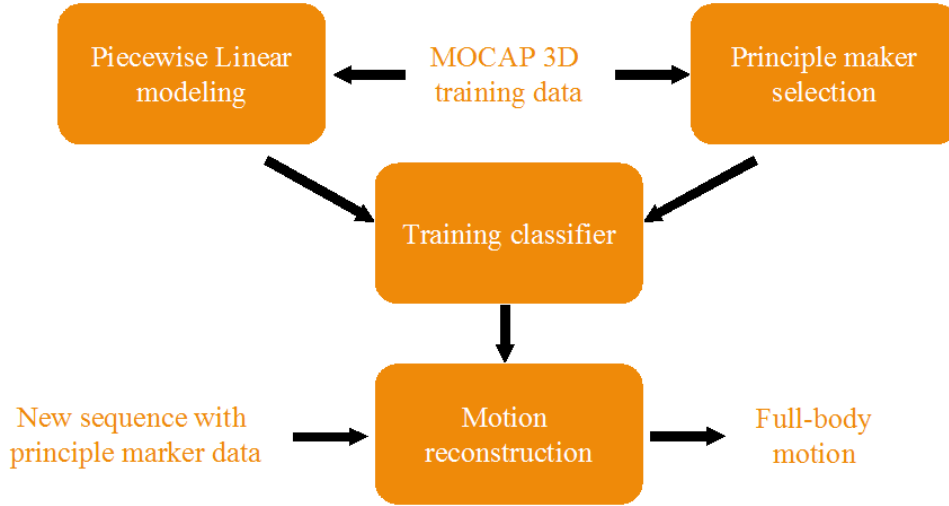 Piecewise Linear
modeling
MOCAP 3D
training data
Principle maker
selection
Training classifier
New sequence with
principle marker data
Motion
reconstruction
Full-body
motion